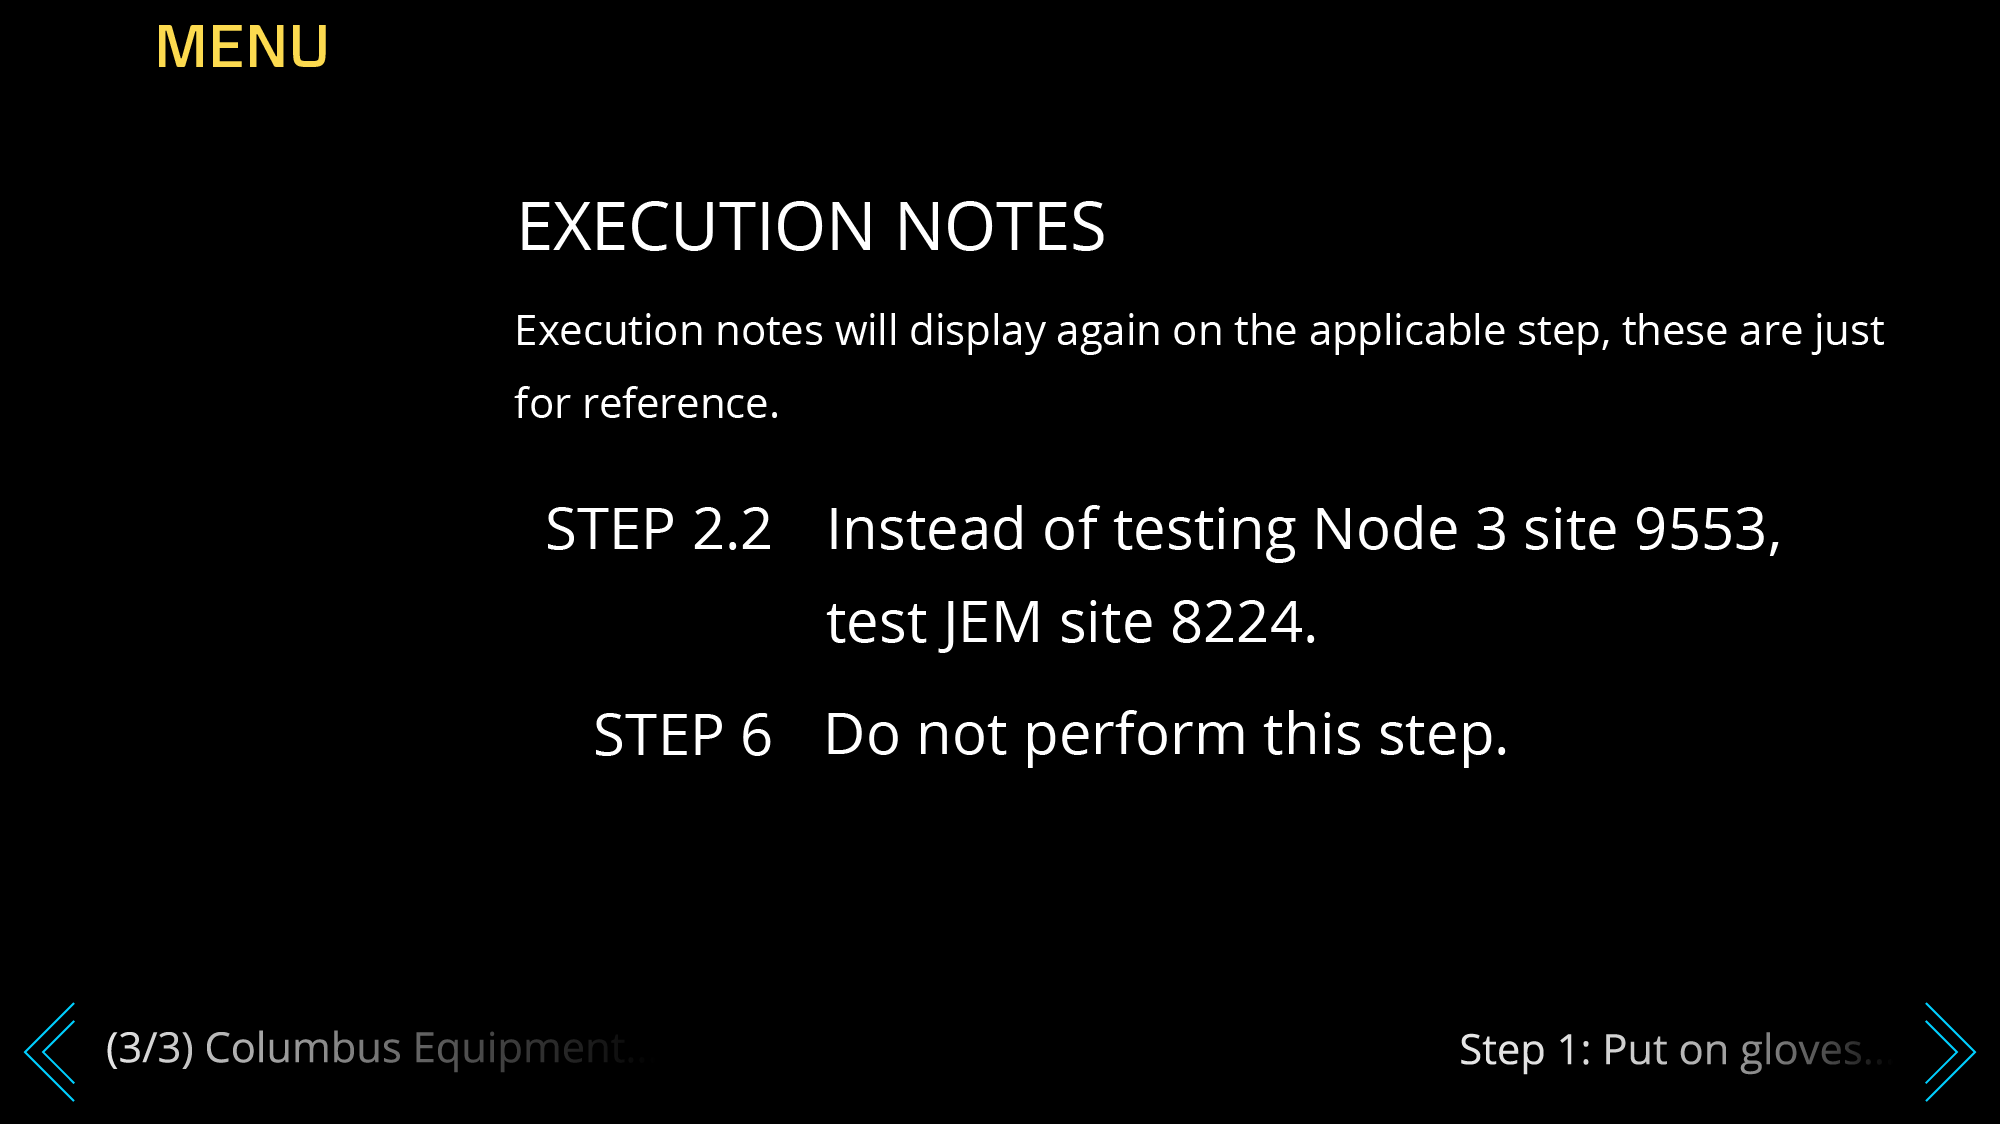 MENU
EXECUTION NOTES
Execution notes will display again on the applicable step, these are just
for reference.
STEP 2.2 Instead of testing Node 3 site 9553,
test JEM site 8224.
STEP 6 Do not perform this step.
(3/3) Columbus Equipment...
Step 1: Put on gloves...